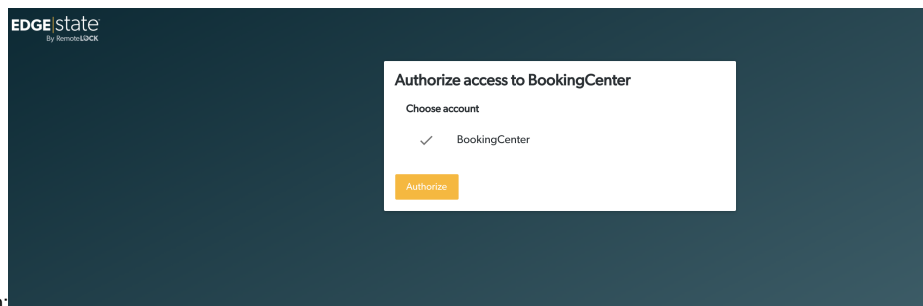 EDGE|state
By RemoteLOCK
Authorize access to BookingCenter
Choose account
BookingCenter
Authorize